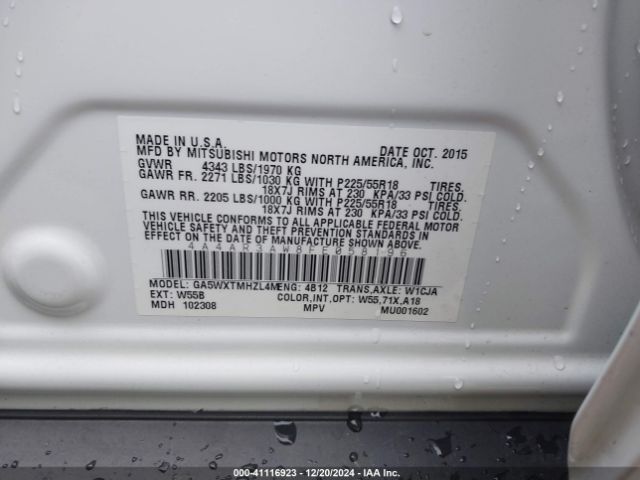 MADE IN U.S.A. DATE OCT. 2015
MFD BY MITSUBISHI MOTORS NORTH AMERICA, INC.
GVWR 4343 LBS/1970 KG
GAWR FR. 2271 LBS/1030 KG WITH P225/55R18 TIRES,
18X7J RIMS AT 230 KPA/33 PSI COLD.
GAWR RR. 2205 LBS/1000 KG WITH P225/55R18 TIRES,
18X7J RIMS AT 230 KPA/33 PSI COLD.
THIS VEHICLE CONFORMS TO ALL APPLICABLE FEDERAL MOTOR
VEHICLE SAFETY AND THEFT PREVENTION STANDARDS IN
EFFECT ON THE DATE OF MANUFACTURE SHOWN ABOVE.
MODEL: GA5WXTMHZL4M ENG: 4B12 TRANS,AXLE: W1CJA
EXT: W55B COLOR,INT,OPT: W55,71X,A18
MDH 102308 MPV MU001602
00-41116923 - 12/20/2024 - IAA Inc.